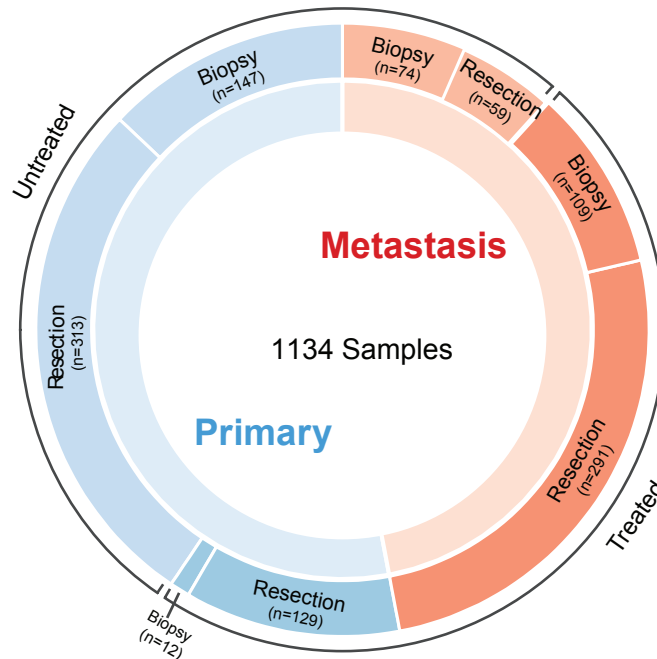 Biopsy
(n=147)
Biopsy
(n=74)
Resection
(n=59)
Untreated
Biopsy
(n=109)
Metastasis
Resection
(n=313)
1134 Samples
Primary
Resection
(n=291)
Treated
Resection
(n=129)
Biopsy
(n=12)